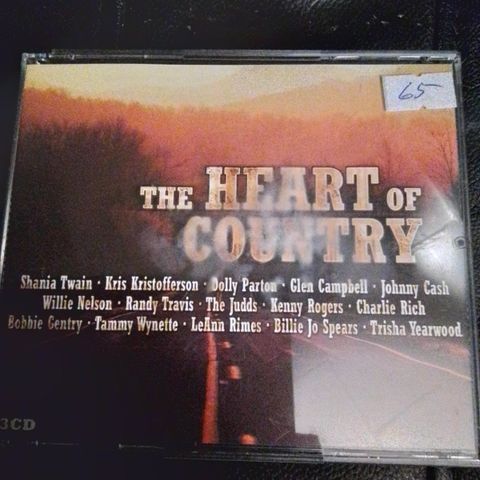 65
THE HEART OF
COUNTRY
Shania Twain · Kris Kristofferson · Dolly Parton · Glen Campbell · Johnny Cash
Willie Nelson · Randy Travis · The Judds · Kenny Rogers · Charlie Rich
Bobbie Gentry · Tammy Wynette · LeAnn Rimes · Billie Jo Spears · Trisha Yearwood
3CD